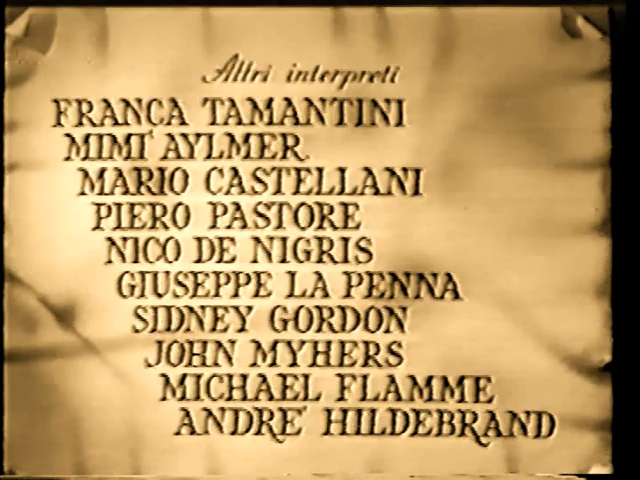 Altri interpreti
FRANCA TAMANTINI
MIMI' AYLMER
MARIO CASTELLANI
PIERO PASTORE
NICO DE NIGRIS
GIUSEPPE LA PENNA
SIDNEY GORDON
JOHN MYHERS
MICHAEL FLAMME
ANDRE' HILDEBRAND